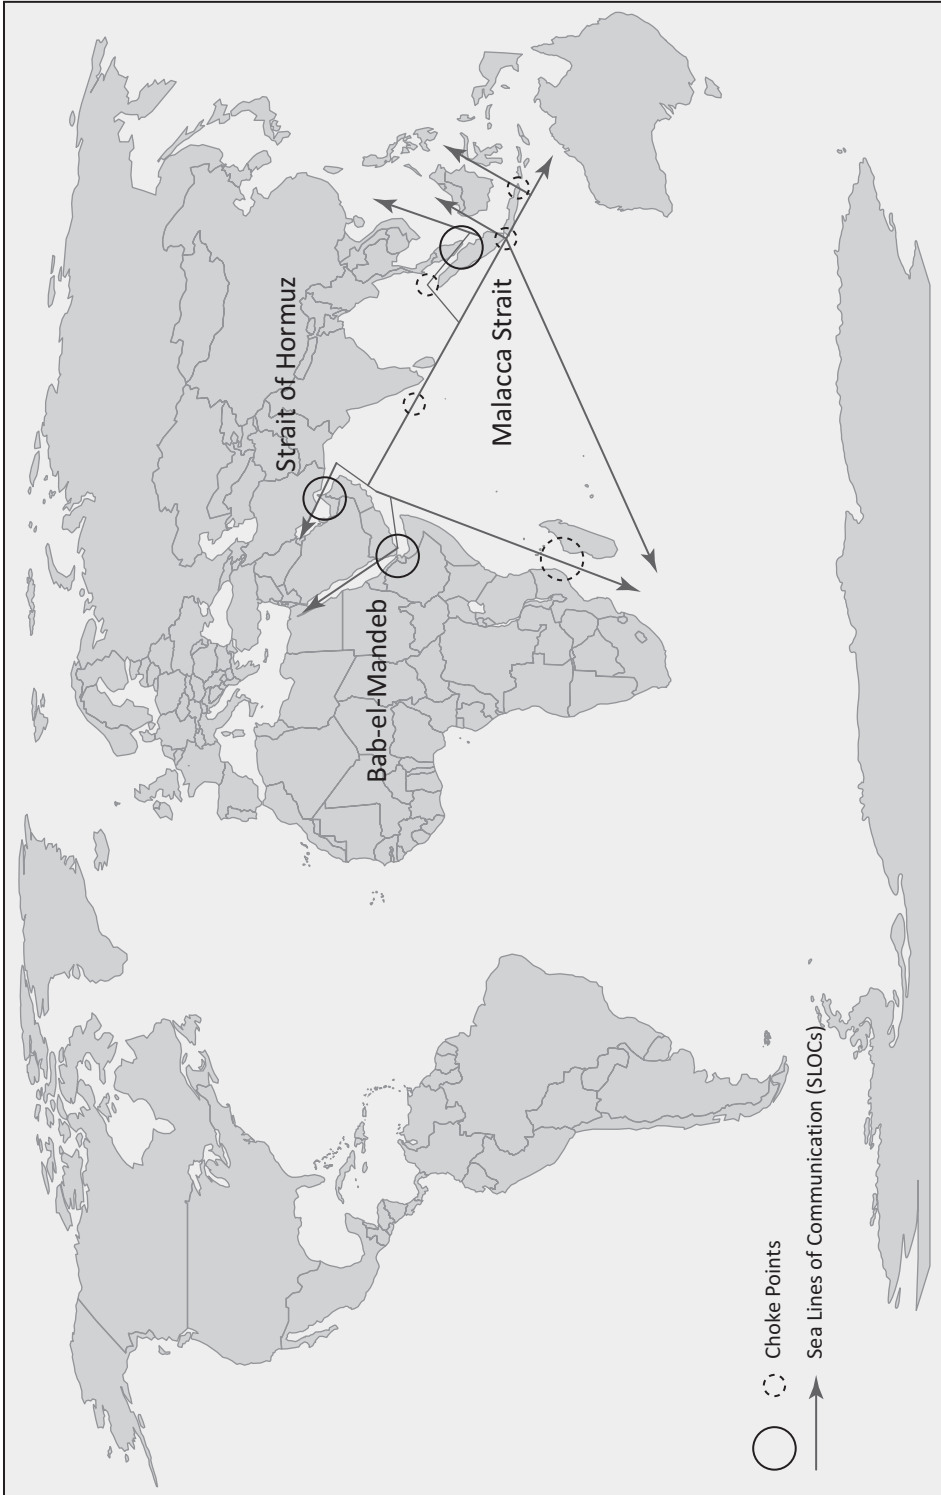 Strait of Hormuz
Bab-el-Mandeb
Malacca Strait
Choke Points
Sea Lines of Communication (SLOCs)